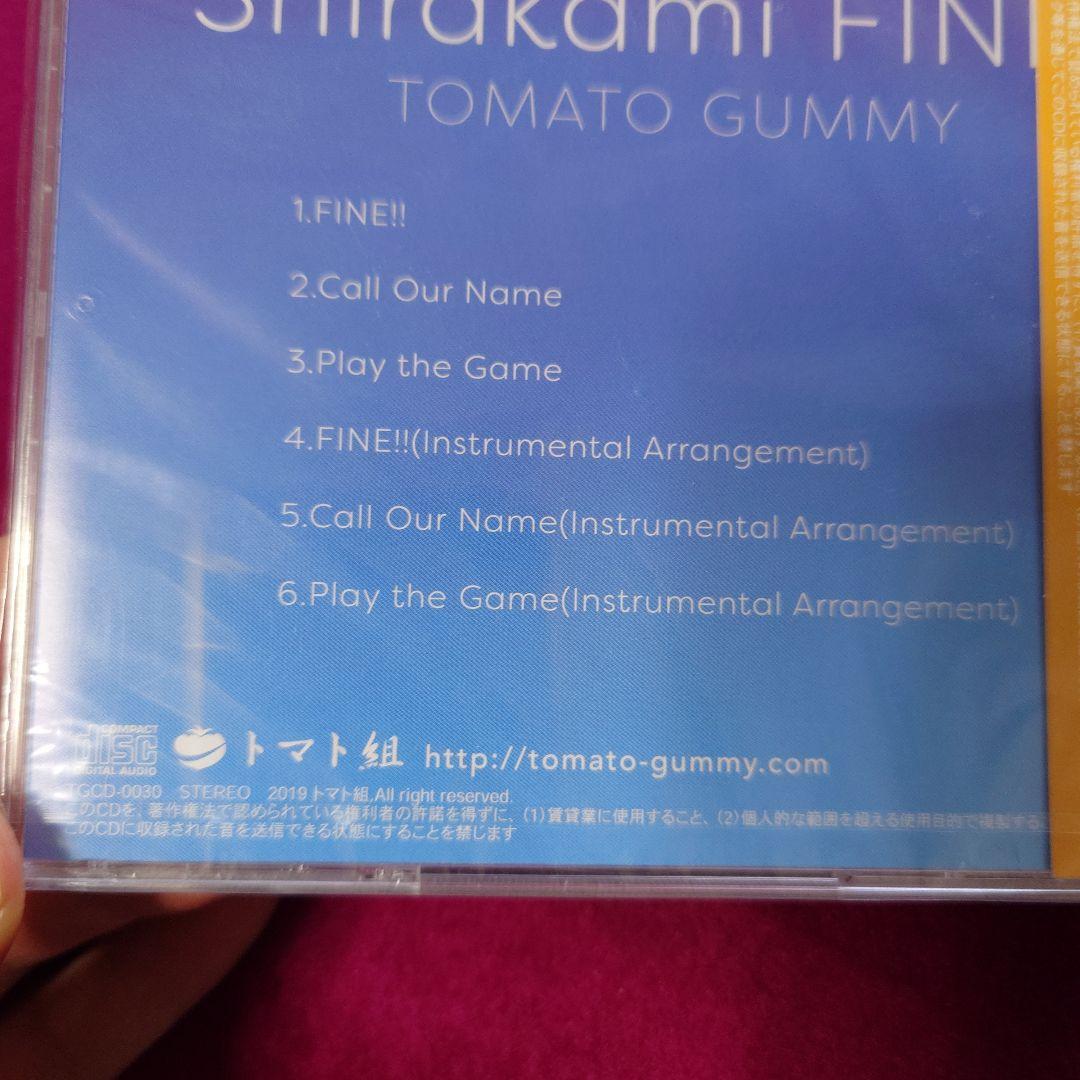 Shirakami FIN
TOMATO GUMMY
1.FINE!!
2.Call Our Name
3.Play the Game
4.FINE!!(Instrumental Arrangement)
5.Call Our Name(Instrumental Arrangement)
6.Play the Game(Instrumental Arrangement)
COMPACT
disc
DIGITAL AUDIO
トマト組 http://tomato-gummy.com
TGCD-0030 STEREO 2019 トマト組,All right reserved.
このCDを、著作権法で認められている権利者の許諾を得ずに、(1)賃貸業に使用すること、(2)個人的な範囲を超える使用目的で複製する
このCDに収録された音を送信できる状態にすることを禁じます